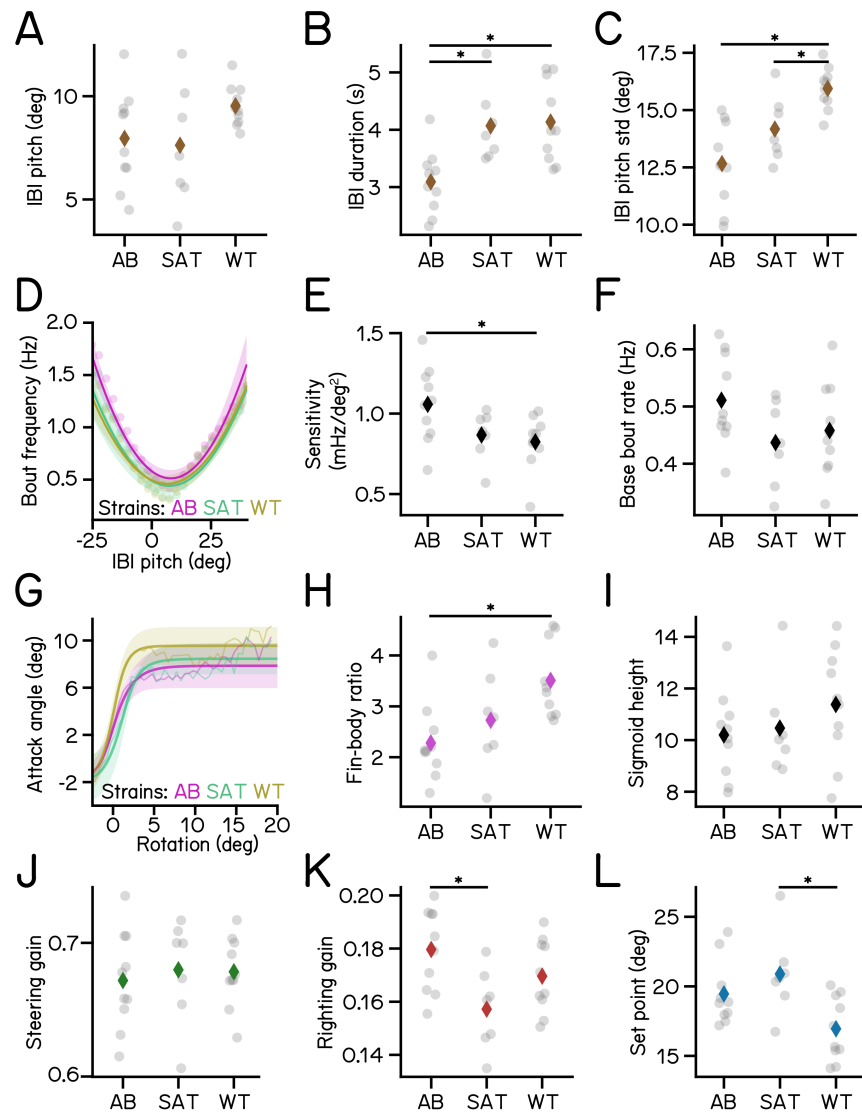 A
IBI pitch (deg)
10
5
AB SAT WT
B
* *
IBI duration (s)
5
4
3
AB SAT WT
C
* *
IBI pitch std (deg)
17.5
15.0
12.5
10.0
AB SAT WT
D
Bout frequency (Hz)
2.0
1.5
1.0
0.5
Strains: AB SAT WT
-25 0 25
IBI pitch (deg)
E
*
Sensitivity
(mHz/deg²)
1.5
1.0
0.5
AB SAT WT
F
Base bout rate (Hz)
0.6
0.5
0.4
AB SAT WT
G
Attack angle (deg)
10
6
2
-2
Strains: AB SAT WT
0 5 10 15 20
Rotation (deg)
H
*
Fin-body ratio
4
3
2
AB SAT WT
I
Sigmoid height
14
12
10
8
AB SAT WT
J
Steering gain
0.7
0.6
AB SAT WT
K
*
Righting gain
0.20
0.18
0.16
0.14
AB SAT WT
L
*
Set point (deg)
25
20
15
AB SAT WT